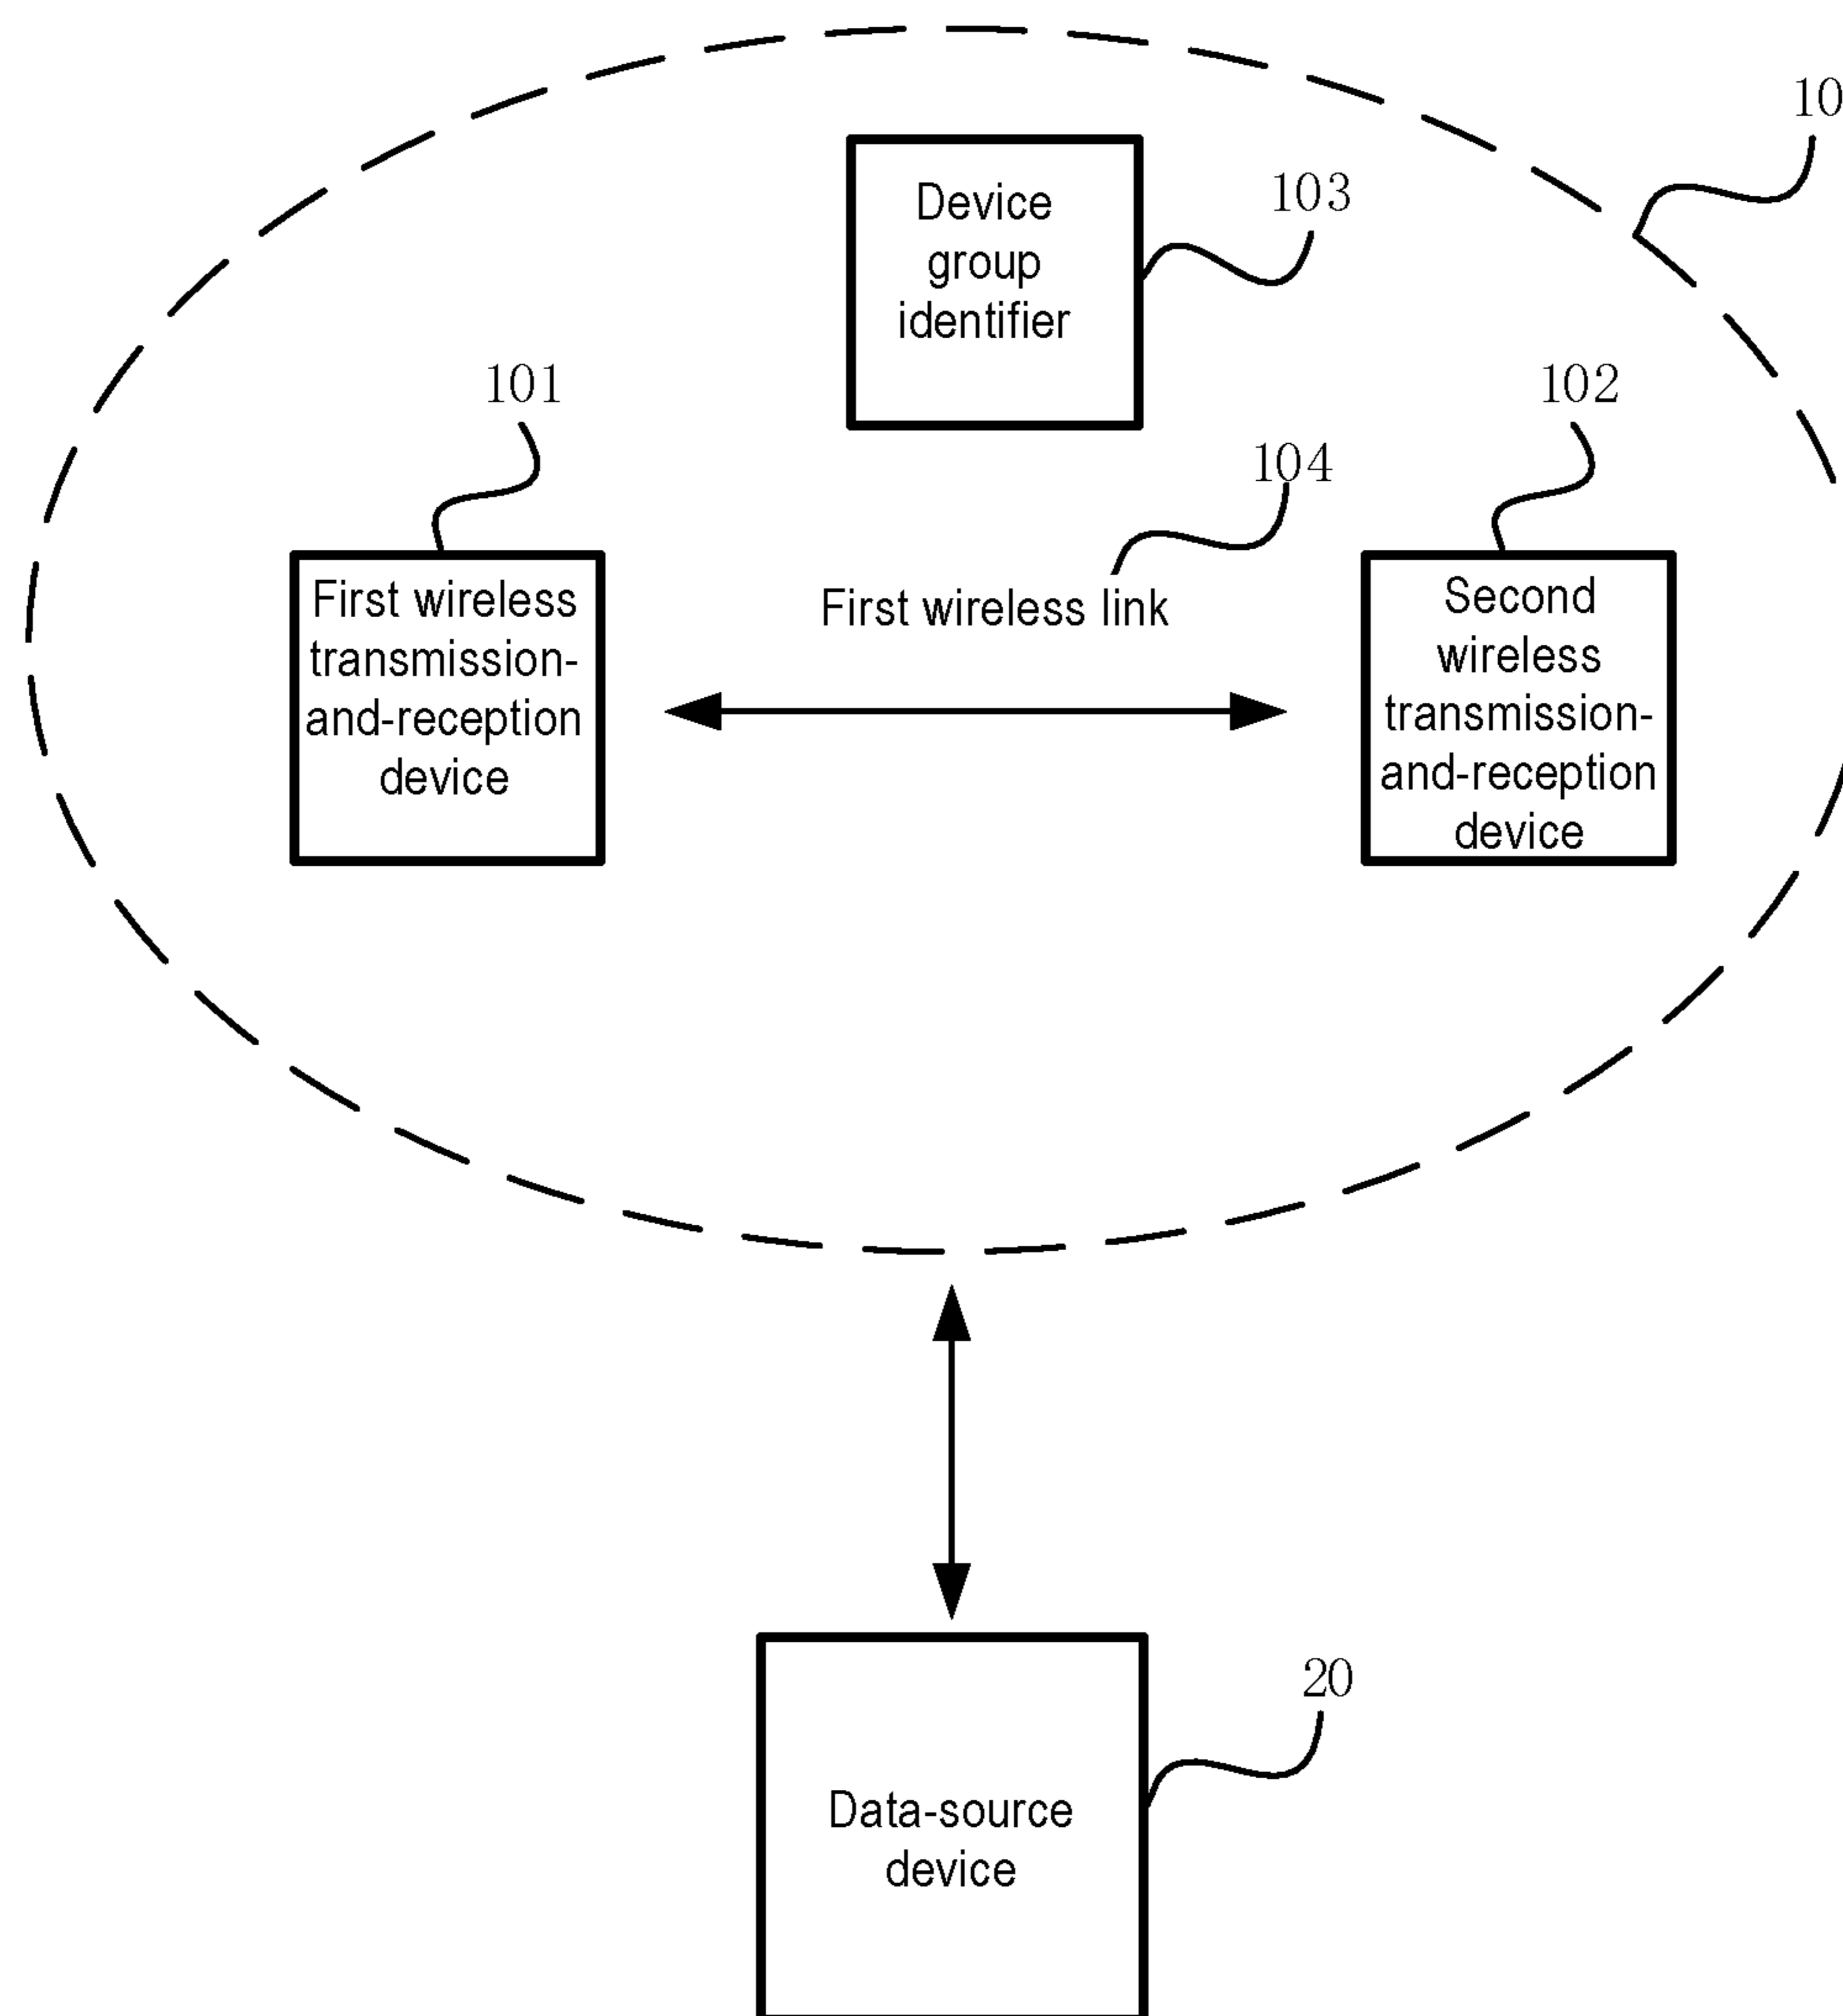 10
Device
group
identifier
103
101
102
104
First wireless
transmission-
and-reception
device
First wireless link
Second
wireless
transmission-
and-reception
device
20
Data-source
device